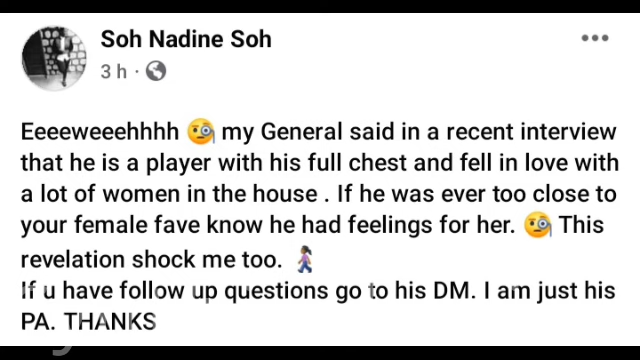 Soh Nadine Soh
3 h ·
Eeeeweeehhhh 🧐 my General said in a recent interview
that he is a player with his full chest and fell in love with
a lot of women in the house . If he was ever too close to
your female fave know he had feelings for her. 🧐 This
revelation shock me too. 🚶🏾‍♀️
If u have follow up questions go to his DM. I am just his
PA. THANKS